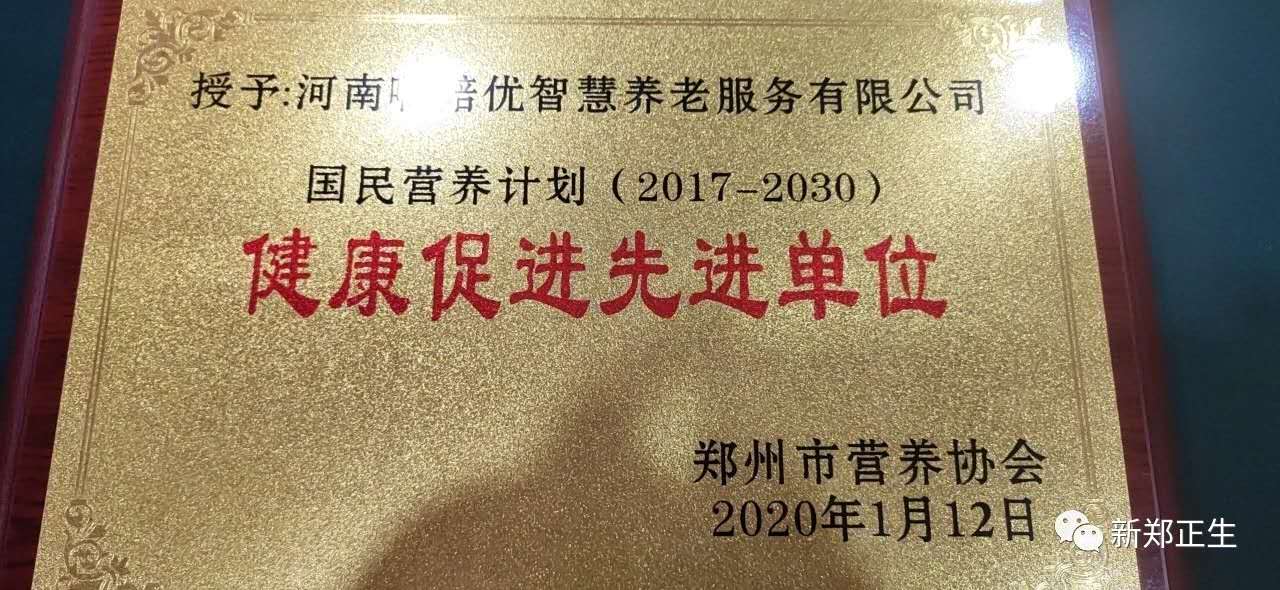 授予:河南 培优智慧养老服务有限公司
国民营养计划（2017-2030）
健康促进先进单位
郑州市营养协会
2020年1月12日
新郑正生